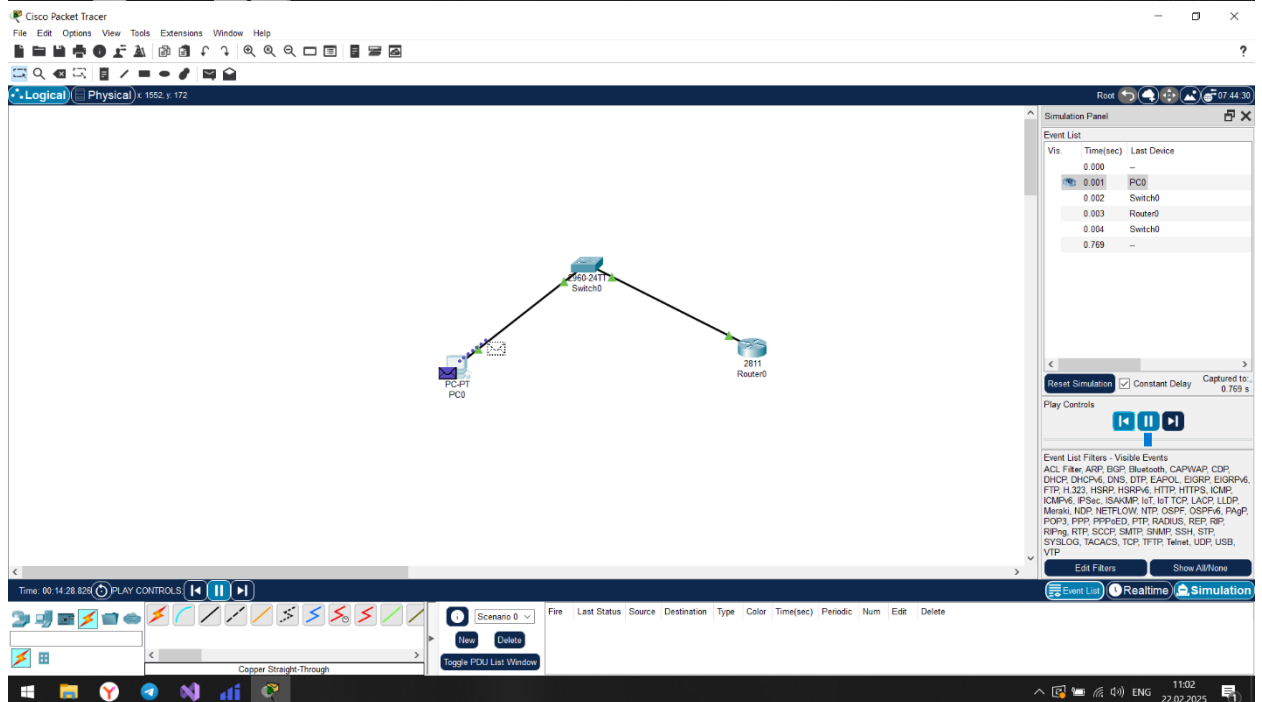 Cisco Packet Tracer
File Edit Options View Tools Extensions Window Help
?
Logical Physical x: 1552, y: 172 Root 07:44:30
Simulation Panel
Event List
Vis. Time(sec) Last Device
0.000 --
0.001 PC0
0.002 Switch0
0.003 Router0
0.004 Switch0
0.769 --
2960-24TT
Switch0
PC-PT
PC0
2811
Router0
Reset Simulation Constant Delay Captured to:
0.769 s
Play Controls
Event List Filters - Visible Events
ACL Filter, ARP, BGP, Bluetooth, CAPWAP, CDP,
DHCP, DHCPv6, DNS, DTP, EAPOL, EIGRP, EIGRPv6,
FTP, H.323, HSRP, HSRPv6, HTTP, HTTPS, ICMP,
ICMPv6, IPSec, ISAKMP, IoT, IoT TCP, LACP, LLDP,
Meraki, NDP, NETFLOW, NTP, OSPF, OSPFv6, PAgP,
POP3, PPP, PPPoED, PTP, RADIUS, REP, RIP,
RIPng, RTP, SCCP, SMTP, SNMP, SSH, STP,
SYSLOG, TACACS, TCP, TFTP, Telnet, UDP, USB,
VTP
Edit Filters Show All/None
Time: 00:14:28.826 PLAY CONTROLS: Event List Realtime Simulation
Scenario 0
New Delete
Toggle PDU List Window
Fire Last Status Source Destination Type Color Time(sec) Periodic Num Edit Delete
Copper Straight-Through
ENG 11:02
22.02.2025
1